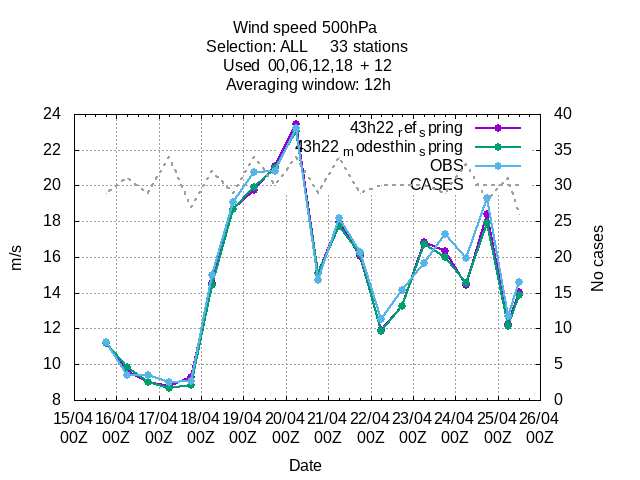 Wind speed 500hPa
Selection: ALL     33 stations
Used  00,06,12,18  + 12
Averaging window: 12h
24 40
43h22 ref spring
22 35
43h22 modesthin spring
OBS
20 30
CASES
18 25
16 20
14 15
12 10
10 5
8 0
m/s
No cases
15/04 16/04 17/04 18/04 19/04 20/04 21/04 22/04 23/04 24/04 25/04 26/04
00Z 00Z 00Z 00Z 00Z 00Z 00Z 00Z 00Z 00Z 00Z 00Z
Date